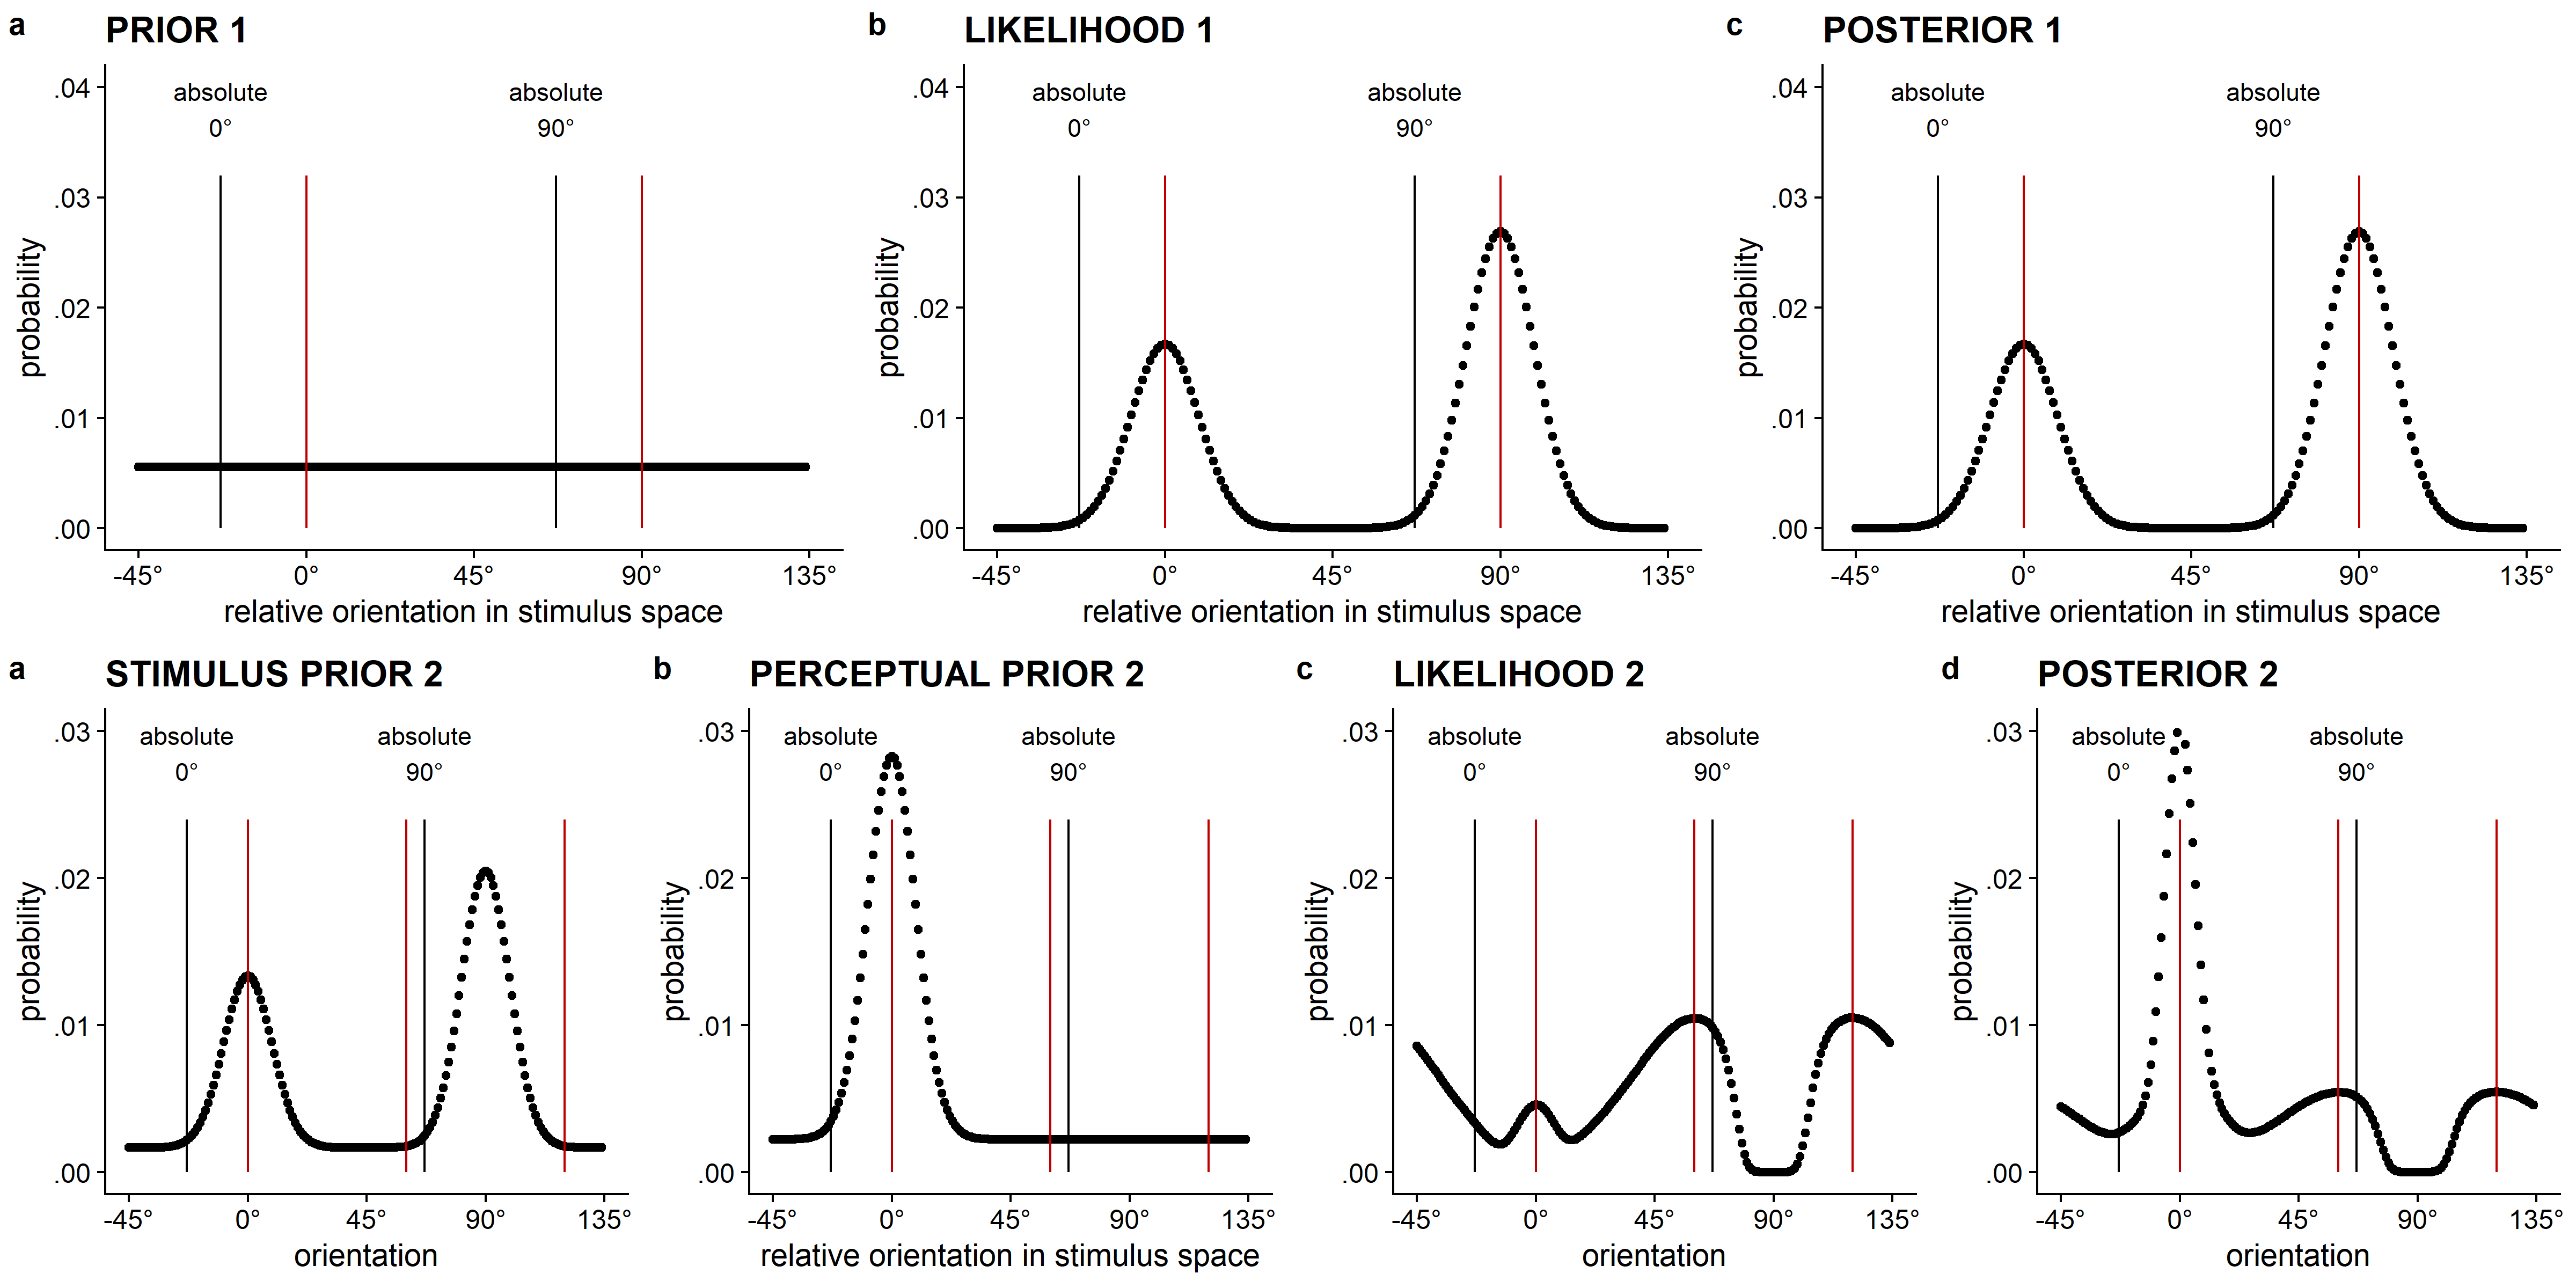 a PRIOR 1
.04
.03
.02
.01
.00
probability
absolute
0°
absolute
90°
-45° 0° 45° 90° 135°
relative orientation in stimulus space
b LIKELIHOOD 1
.04
.03
.02
.01
.00
probability
absolute
0°
absolute
90°
-45° 0° 45° 90° 135°
relative orientation in stimulus space
c POSTERIOR 1
.04
.03
.02
.01
.00
probability
absolute
0°
absolute
90°
-45° 0° 45° 90° 135°
relative orientation in stimulus space
a STIMULUS PRIOR 2
.03
.02
.01
.00
probability
absolute
0°
absolute
90°
-45° 0° 45° 90° 135°
orientation
b PERCEPTUAL PRIOR 2
.03
.02
.01
.00
probability
absolute
0°
absolute
90°
-45° 0° 45° 90° 135°
relative orientation in stimulus space
c LIKELIHOOD 2
.03
.02
.01
.00
probability
absolute
0°
absolute
90°
-45° 0° 45° 90° 135°
orientation
d POSTERIOR 2
.03
.02
.01
.00
probability
absolute
0°
absolute
90°
-45° 0° 45° 90° 135°
orientation